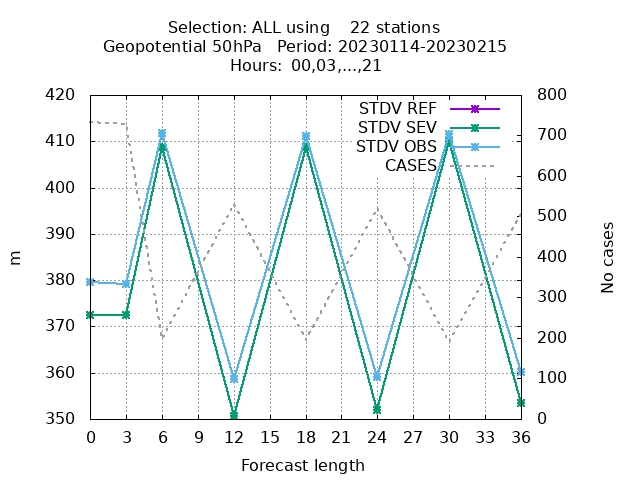 Selection: ALL using    22 stations
Geopotential 50hPa   Period: 20230114-20230215
Hours:  00,03,...,21
420 800
STDV REF
410 STDV SEV 700
STDV OBS
CASES
400 600
390 500
380 400
m No cases
370 300
360 200
100
350 0
0 3 6 9 12 15 18 21 24 27 30 33 36
Forecast length